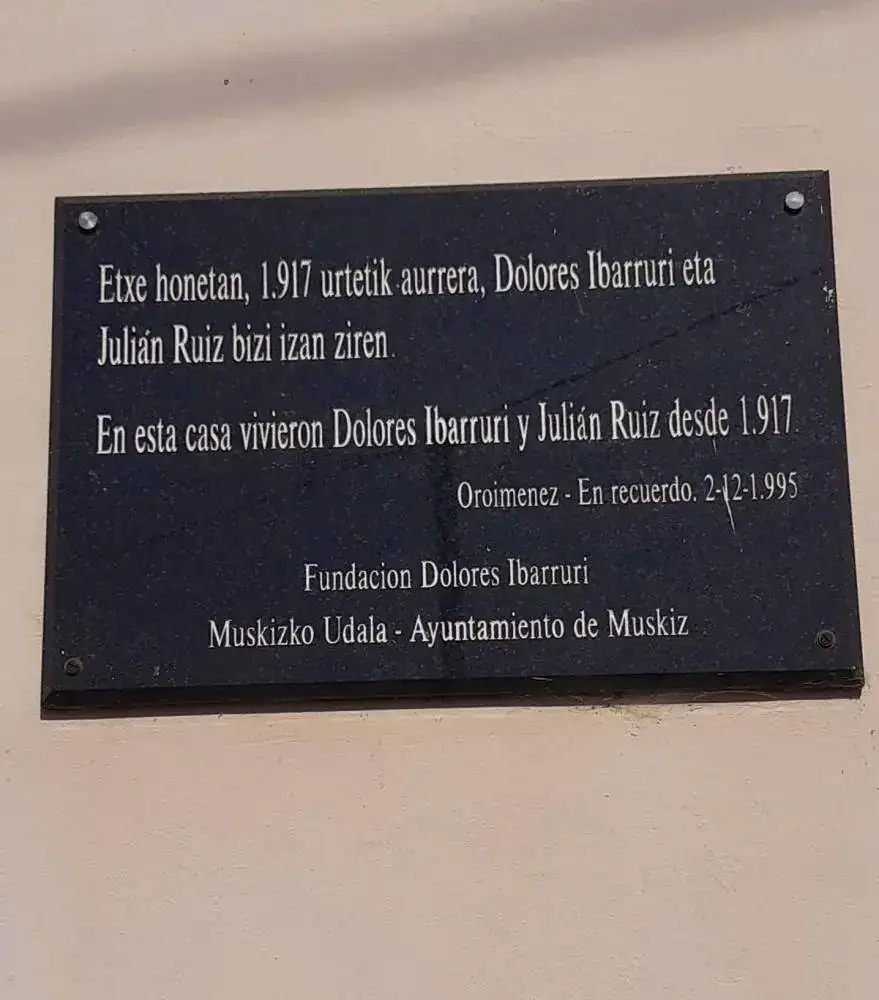 Etxe honetan, 1.917 urtetik aurrera, Dolores Ibarruri eta
Julián Ruiz bizi izan ziren.
En esta casa vivieron Dolores Ibarruri y Julián Ruiz desde 1.917.
Oroimenez - En recuerdo. 2-12-1.995
Fundacion Dolores Ibarruri
Muskizko Udala - Ayuntamiento de Muskiz